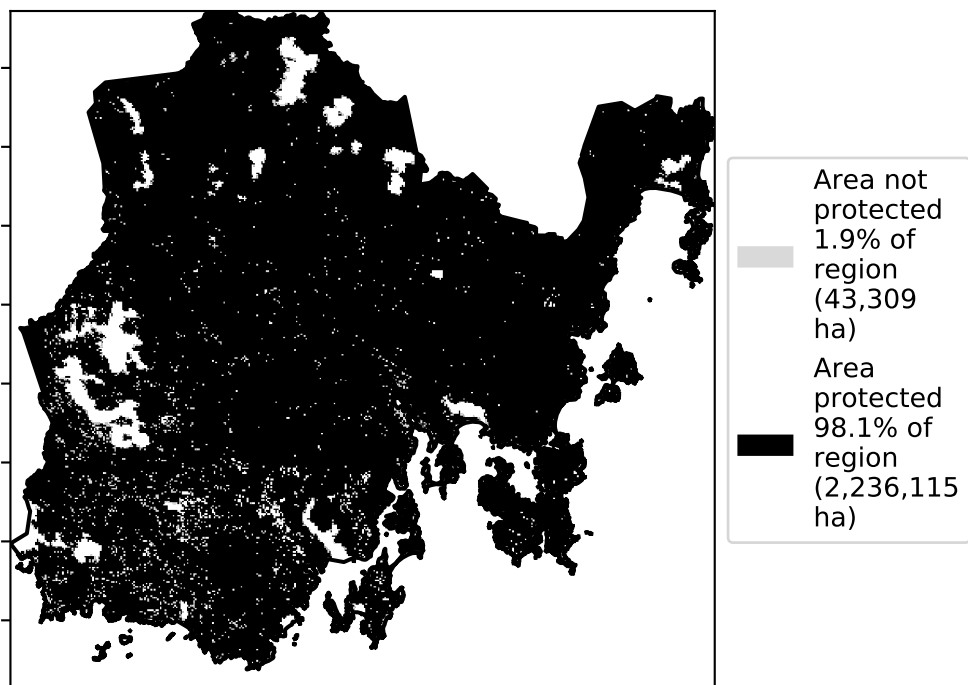 Area not
protected
1.9% of
region
(43,309
ha)
Area
protected
98.1% of
region
(2,236,115
ha)